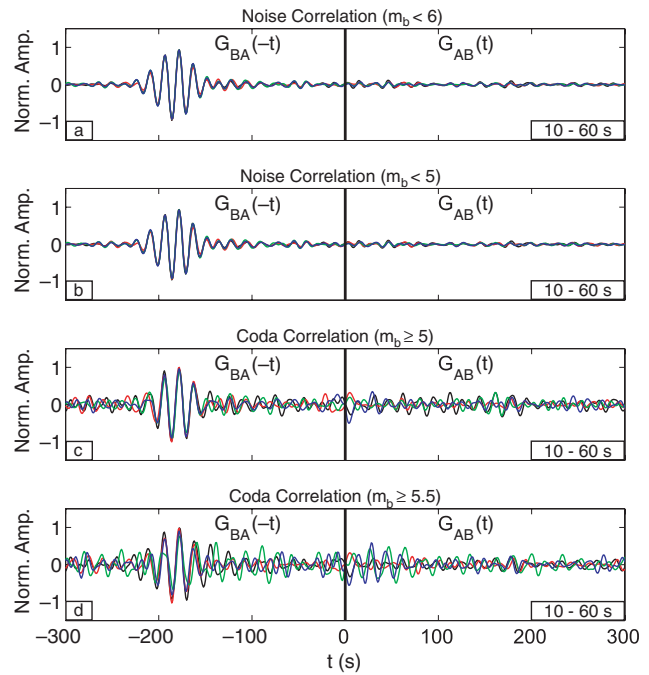 Noise Correlation (m_b < 6)
Norm. Amp.
1
0
−1
G_BA(−t)
G_AB(t)
a
10 - 60 s
Noise Correlation (m_b < 5)
Norm. Amp.
1
0
−1
G_BA(−t)
G_AB(t)
b
10 - 60 s
Coda Correlation (m_b ≥ 5)
Norm. Amp.
1
0
−1
G_BA(−t)
G_AB(t)
c
10 - 60 s
Coda Correlation (m_b ≥ 5.5)
Norm. Amp.
1
0
−1
G_BA(−t)
G_AB(t)
d
10 - 60 s
−300 −200 −100 0 100 200 300
t (s)